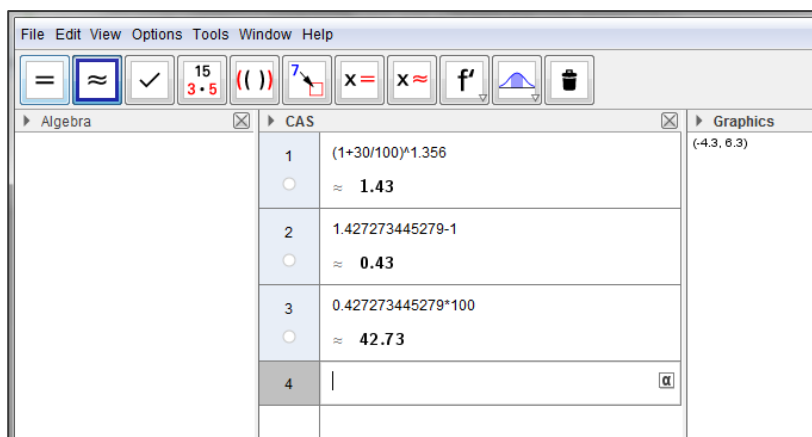 File Edit View Options Tools Window Help
= ≈ ✓ 15 3·5 (( )) 7 x= x≈ f'
Algebra CAS Graphics
(-4.3, 6.3)
1 (1+30/100)^1.356
≈ 1.43
2 1.427273445279-1
≈ 0.43
3 0.427273445279*100
≈ 42.73
4 α